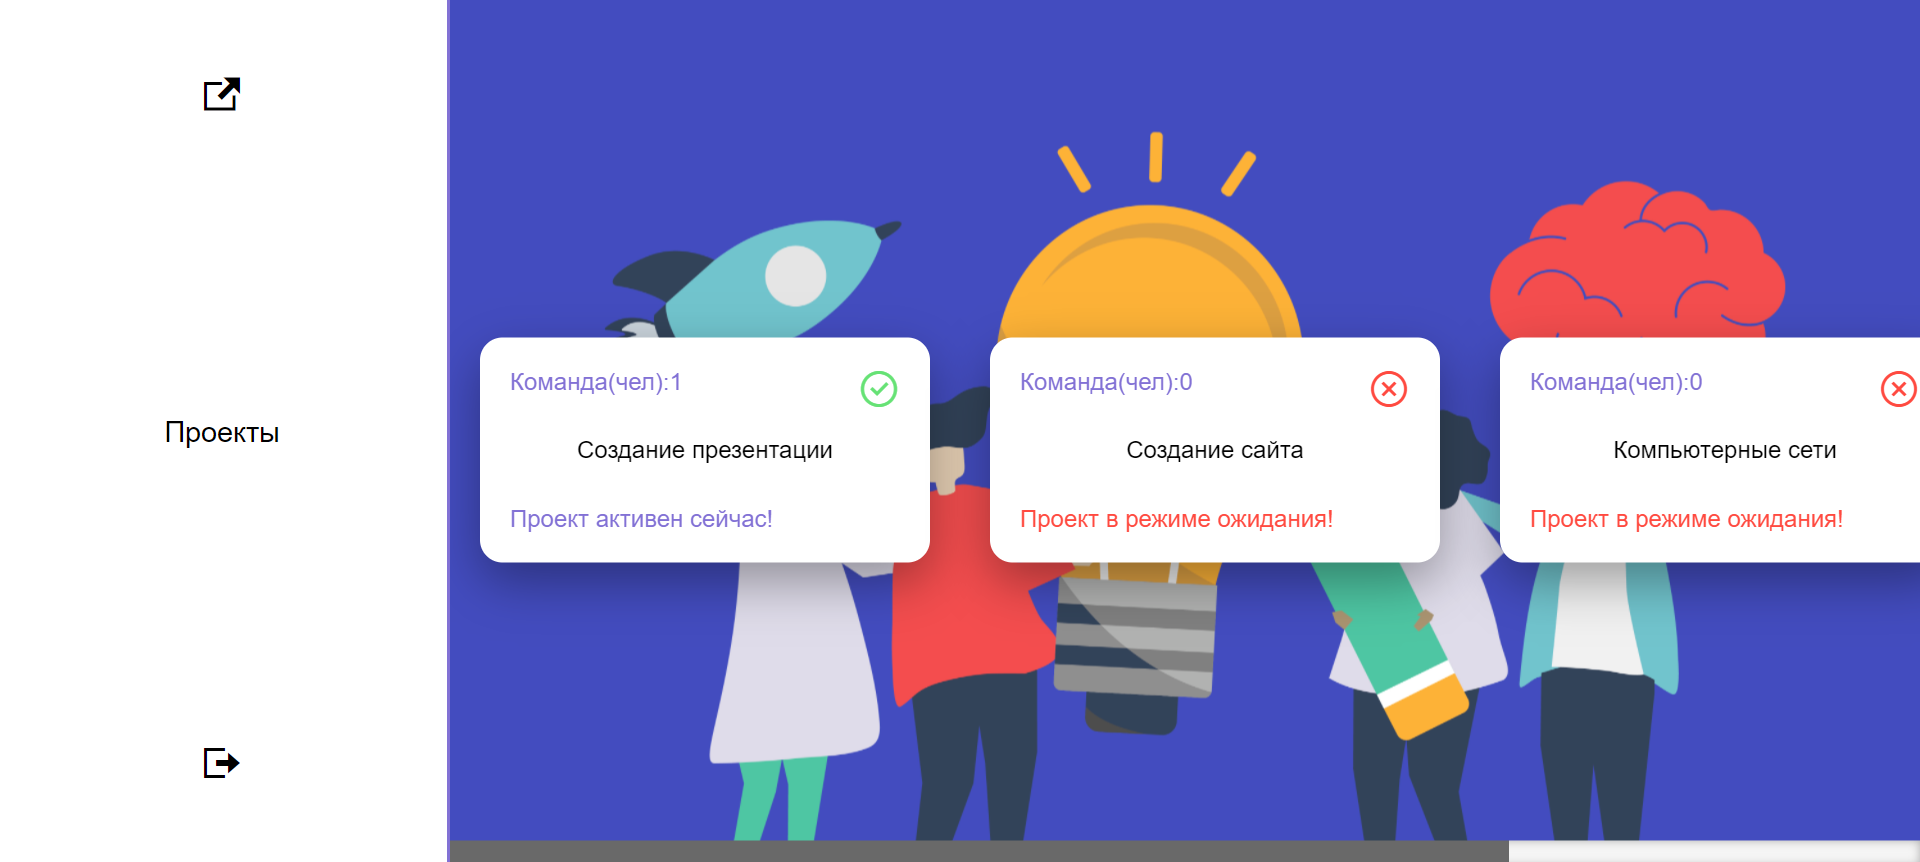 Проекты
Команда(чел):1
Создание презентации
Проект активен сейчас!
Команда(чел):0
Создание сайта
Проект в режиме ожидания!
Команда(чел):0
Компьютерные сети
Проект в режиме ожидания!